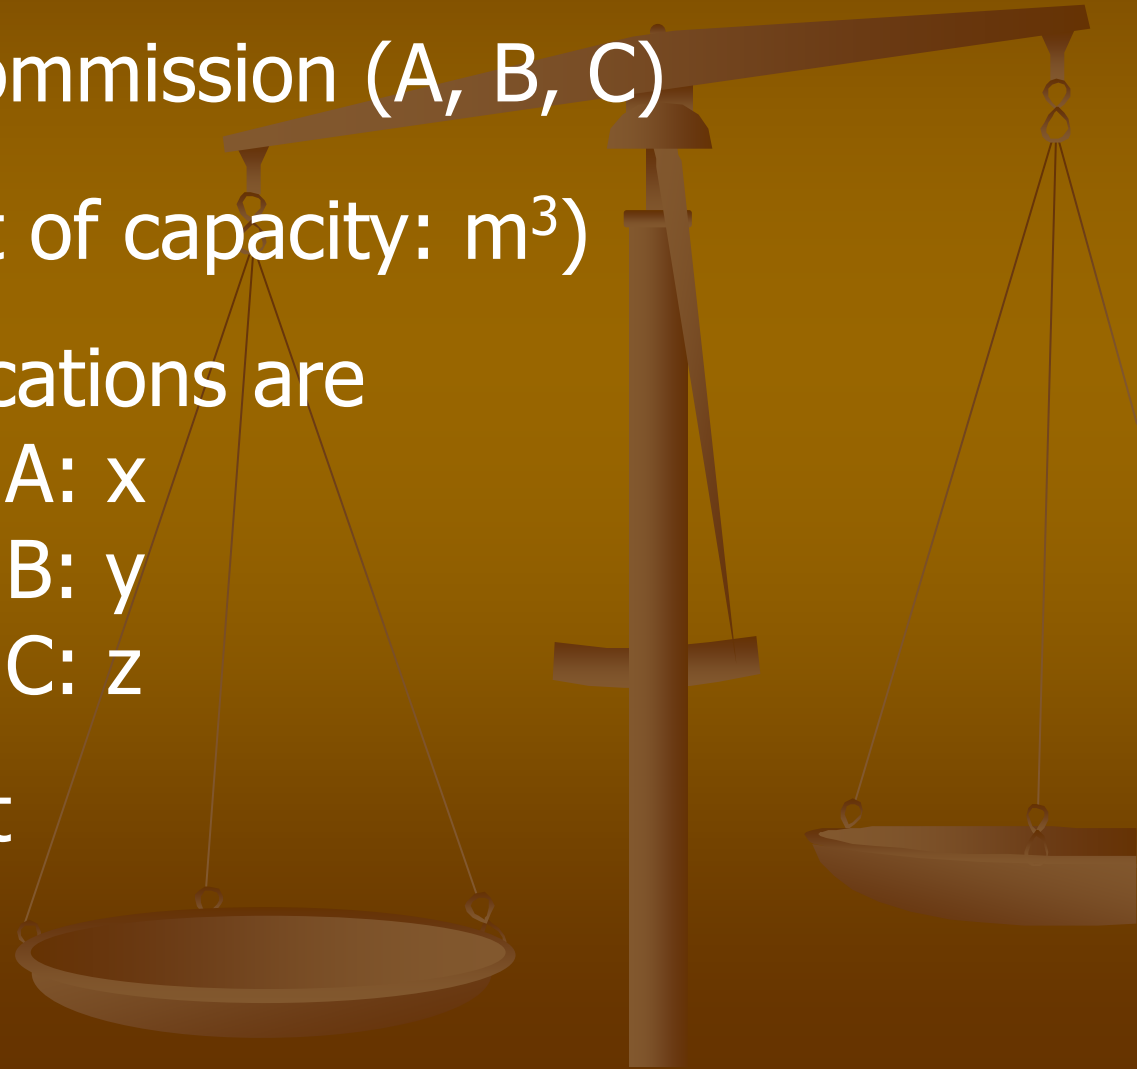 ommission (A, B, C)
t of capacity: m³)
cations are
A: x
B: y
C: z
t